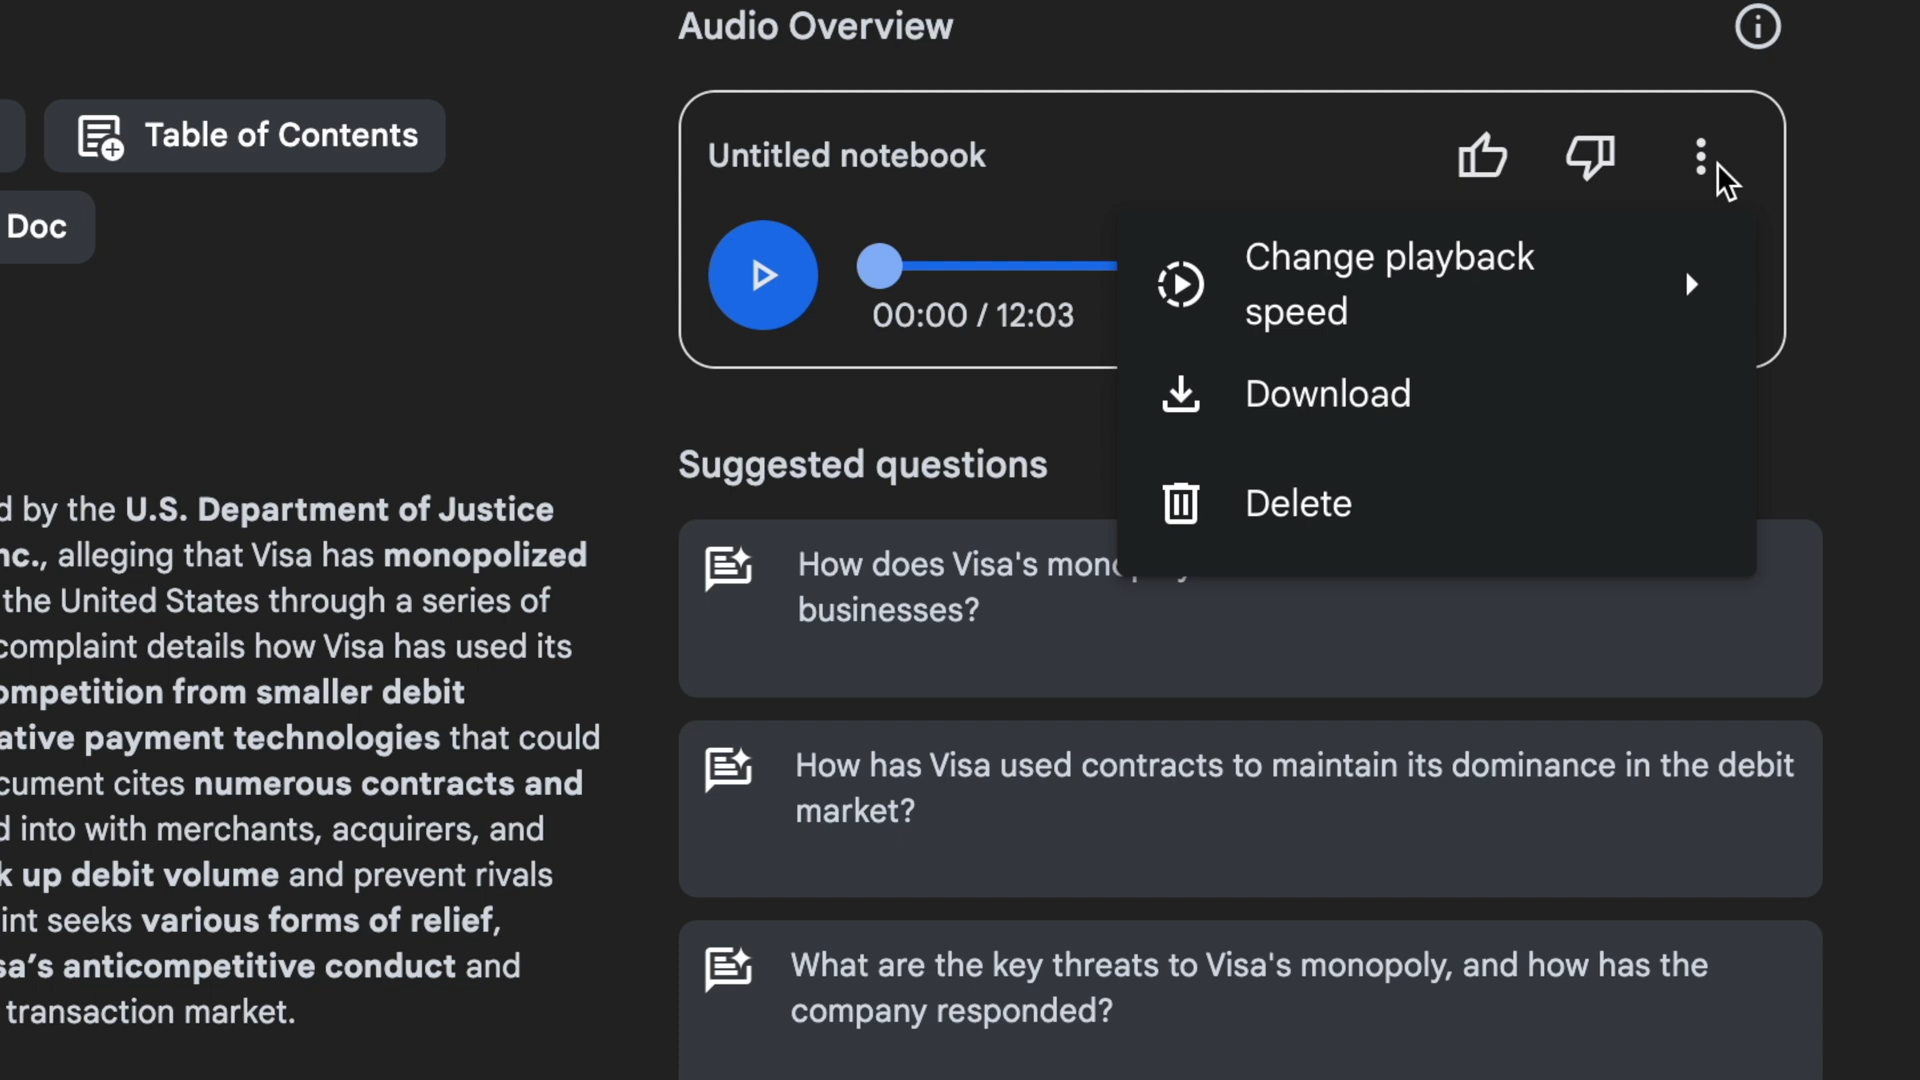 Audio Overview
Table of Contents
Doc
Untitled notebook
00:00 / 12:03
Change playback
speed
Download
Delete
d by the U.S. Department of Justice
nc., alleging that Visa has monopolized
the United States through a series of
complaint details how Visa has used its
ompetition from smaller debit
ative payment technologies that could
cument cites numerous contracts and
d into with merchants, acquirers, and
k up debit volume and prevent rivals
int seeks various forms of relief,
sa's anticompetitive conduct and
transaction market.
Suggested questions
How does Visa's
businesses?
How has Visa used contracts to maintain its dominance in the debit
market?
What are the key threats to Visa's monopoly, and how has the
company responded?